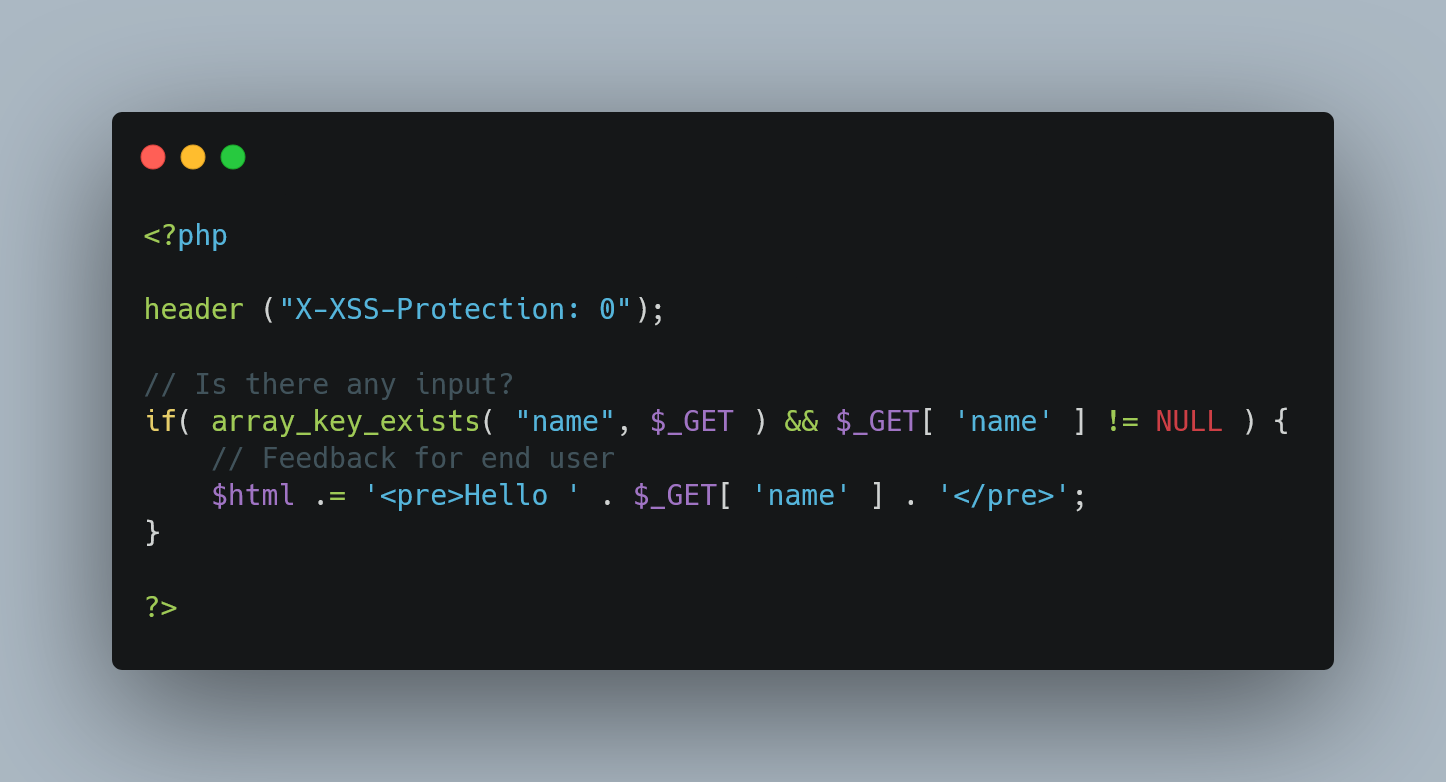 <?php
header ("X-XSS-Protection: 0");
// Is there any input?
if( array_key_exists( "name", $_GET ) && $_GET[ 'name' ] != NULL ) {
    // Feedback for end user
    $html .= '<pre>Hello ' . $_GET[ 'name' ] . '</pre>';
}
?>